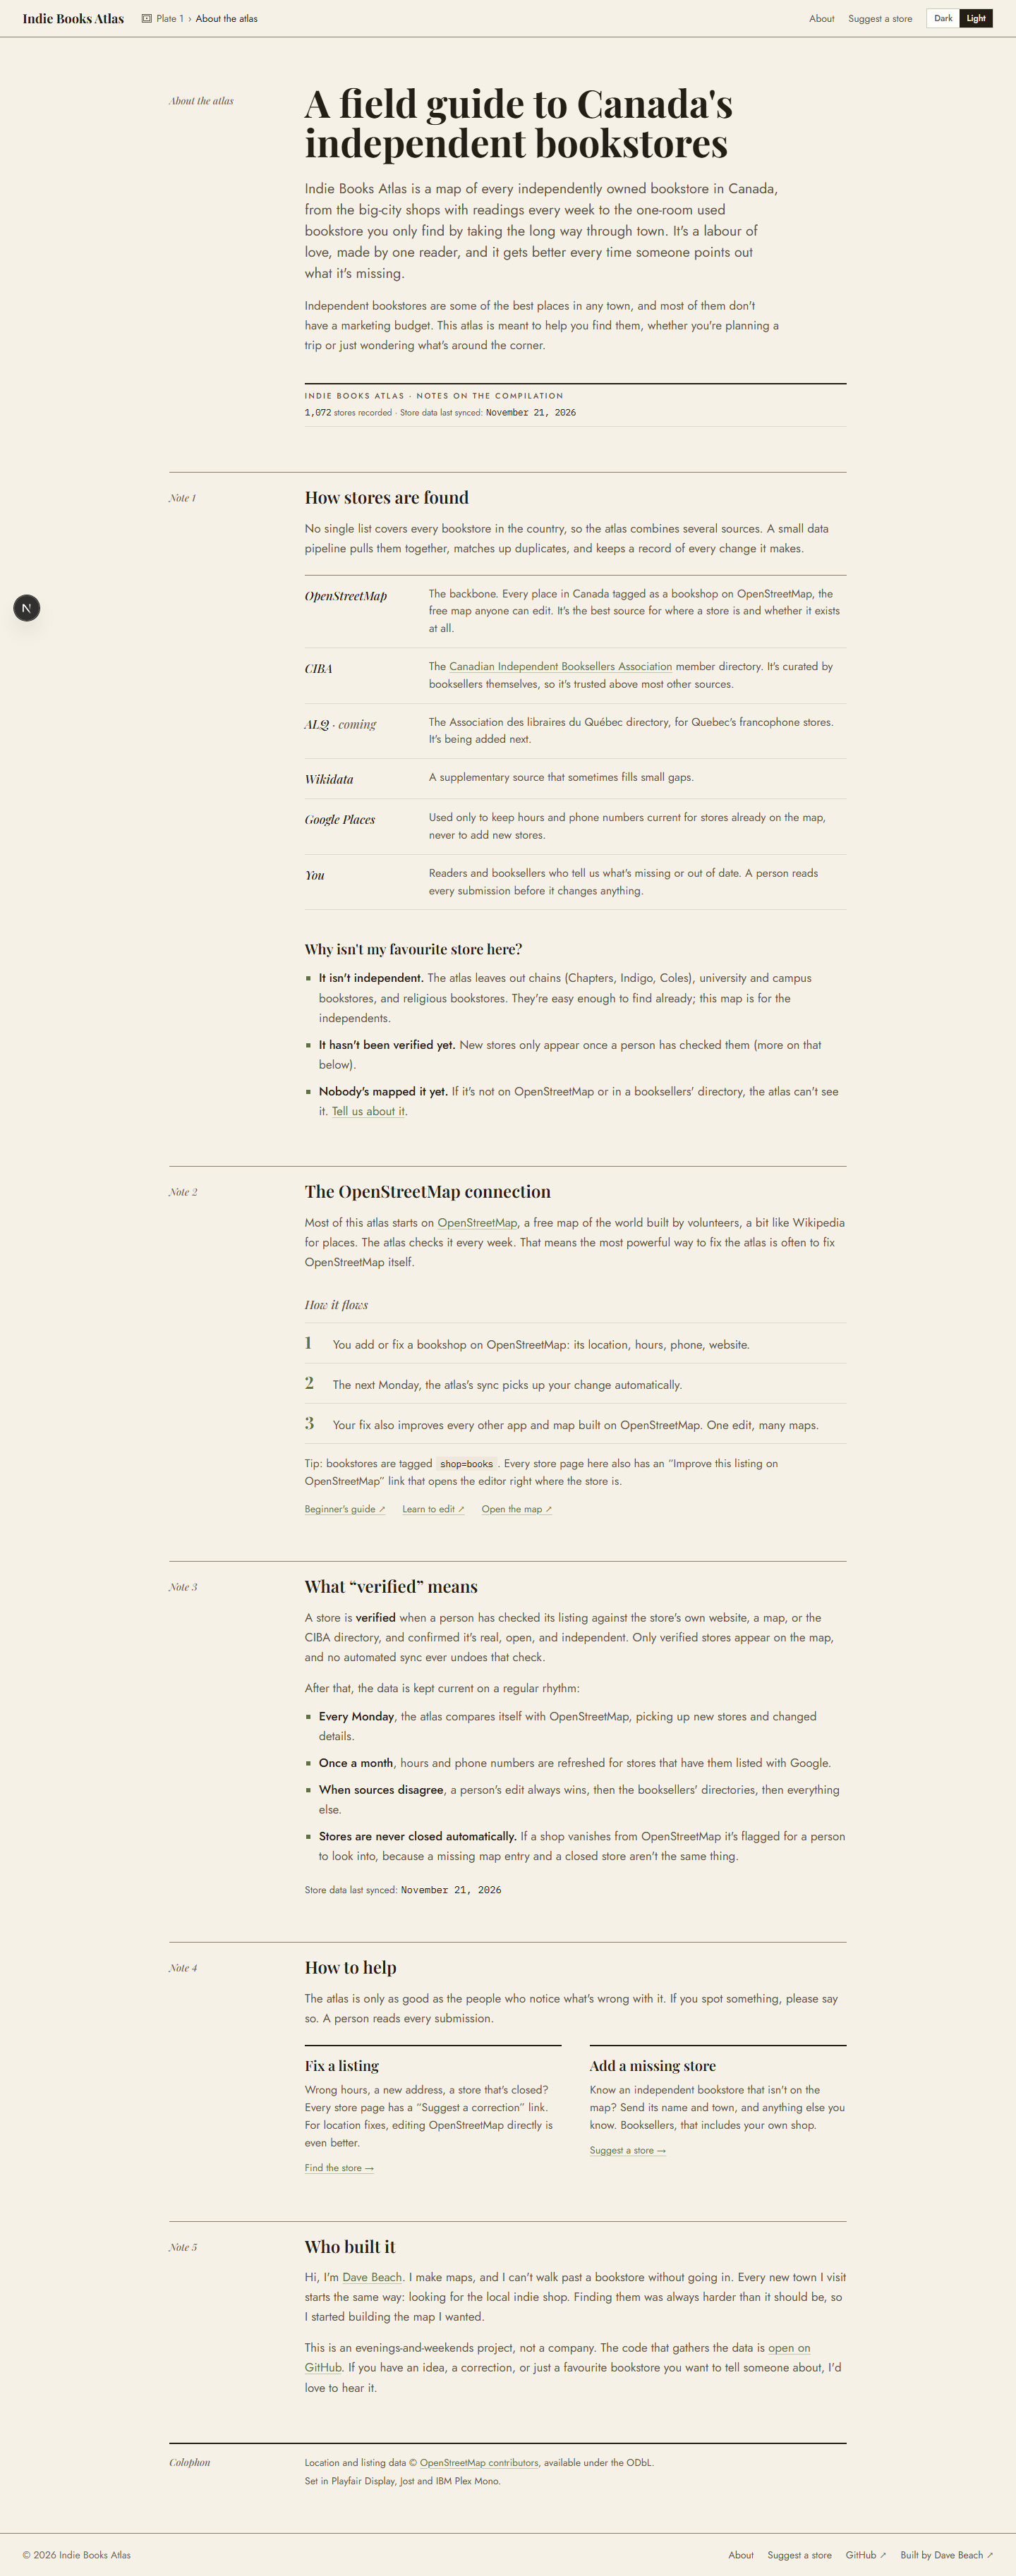 Indie Books Atlas
Plate 1 › About the atlas
About
Suggest a store
Dark
Light
About the atlas
A field guide to Canada's
independent bookstores
Indie Books Atlas is a map of every independently owned bookstore in Canada,
from the big-city shops with readings every week to the one-room used
bookstore you only find by taking the long way through town. It's a labour of
love, made by one reader, and it gets better every time someone points out
what it's missing.
Independent bookstores are some of the best places in any town, and most of them don't
have a marketing budget. This atlas is meant to help you find them, whether you're planning a
trip or just wondering what's around the corner.
INDIE BOOKS ATLAS · NOTES ON THE COMPILATION
1,072 stores recorded · Store data last synced: November 21, 2026
Note 1
How stores are found
No single list covers every bookstore in the country, so the atlas combines several sources. A small data
pipeline pulls them together, matches up duplicates, and keeps a record of every change it makes.
N
OpenStreetMap
The backbone. Every place in Canada tagged as a bookshop on OpenStreetMap, the
free map anyone can edit. It's the best source for where a store is and whether it exists
at all.
CIBA
The Canadian Independent Booksellers Association member directory. It's curated by
booksellers themselves, so it's trusted above most other sources.
ALQ · coming
The Association des libraires du Québec directory, for Quebec's francophone stores.
It's being added next.
Wikidata
A supplementary source that sometimes fills small gaps.
Google Places
Used only to keep hours and phone numbers current for stores already on the map,
never to add new stores.
You
Readers and booksellers who tell us what's missing or out of date. A person reads
every submission before it changes anything.
Why isn't my favourite store here?
It isn't independent. The atlas leaves out chains (Chapters, Indigo, Coles), university and campus
bookstores, and religious bookstores. They're easy enough to find already; this map is for the
independents.
It hasn't been verified yet. New stores only appear once a person has checked them (more on that
below).
Nobody's mapped it yet. If it's not on OpenStreetMap or in a booksellers' directory, the atlas can't see
it. Tell us about it.
Note 2
The OpenStreetMap connection
Most of this atlas starts on OpenStreetMap, a free map of the world built by volunteers, a bit like Wikipedia
for places. The atlas checks it every week. That means the most powerful way to fix the atlas is often to fix
OpenStreetMap itself.
How it flows
1 You add or fix a bookshop on OpenStreetMap: its location, hours, phone, website.
2 The next Monday, the atlas's sync picks up your change automatically.
3 Your fix also improves every other app and map built on OpenStreetMap. One edit, many maps.
Tip: bookstores are tagged shop=books. Every store page here also has an “Improve this listing on
OpenStreetMap” link that opens the editor right where the store is.
Beginner's guide ↗ Learn to edit ↗ Open the map ↗
Note 3
What “verified” means
A store is verified when a person has checked its listing against the store's own website, a map, or the
CIBA directory, and confirmed it's real, open, and independent. Only verified stores appear on the map,
and no automated sync ever undoes that check.
After that, the data is kept current on a regular rhythm:
Every Monday, the atlas compares itself with OpenStreetMap, picking up new stores and changed
details.
Once a month, hours and phone numbers are refreshed for stores that have them listed with Google.
When sources disagree, a person's edit always wins, then the booksellers' directories, then everything
else.
Stores are never closed automatically. If a shop vanishes from OpenStreetMap it's flagged for a person
to look into, because a missing map entry and a closed store aren't the same thing.
Store data last synced: November 21, 2026
Note 4
How to help
The atlas is only as good as the people who notice what's wrong with it. If you spot something, please say
so. A person reads every submission.
Fix a listing
Wrong hours, a new address, a store that's closed?
Every store page has a “Suggest a correction” link.
For location fixes, editing OpenStreetMap directly is
even better.
Find the store →
Add a missing store
Know an independent bookstore that isn't on the
map? Send its name and town, and anything else you
know. Booksellers, that includes your own shop.
Suggest a store →
Note 5
Who built it
Hi, I'm Dave Beach. I make maps, and I can't walk past a bookstore without going in. Every new town I visit
starts the same way: looking for the local indie shop. Finding them was always harder than it should be, so
I started building the map I wanted.
This is an evenings-and-weekends project, not a company. The code that gathers the data is open on
GitHub. If you have an idea, a correction, or just a favourite bookstore you want to tell someone about, I'd
love to hear it.
Colophon
Location and listing data © OpenStreetMap contributors, available under the ODbL.
Set in Playfair Display, Jost and IBM Plex Mono.
© 2026 Indie Books Atlas
About
Suggest a store
GitHub ↗
Built by Dave Beach ↗